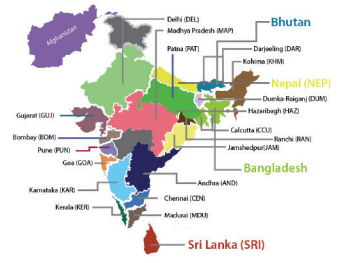 Afghanistan
Delhi (DEL)
Madhya Pradesh (MAP)
Bhutan
Patna (PAT)
Darjeeling (DAR)
Kohima (KHM)
Nepal (NEP)
Dumka-Raiganj (DUM)
Gujarat (GUJ)
Hazaribagh (HAZ)
Calcutta (CCU)
Bombay (BOM)
Ranchi (RAN)
Pune (PUN)
Jamshedpur(JAM)
Goa (GOA)
Bangladesh
Karnataka (KAR)
Andhra (AND)
Chennai (CEN)
Kerala (KER)
Madurai (MDU)
Sri Lanka (SRI)